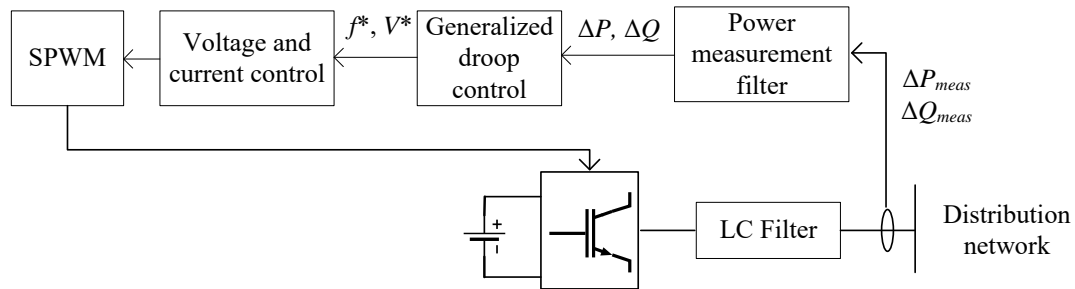 SPWM
Voltage and
current control
f*, V*
Generalized
droop
control
ΔP, ΔQ
Power
measurement
filter
ΔPmeas
ΔQmeas
+
-
LC Filter
Distribution
network